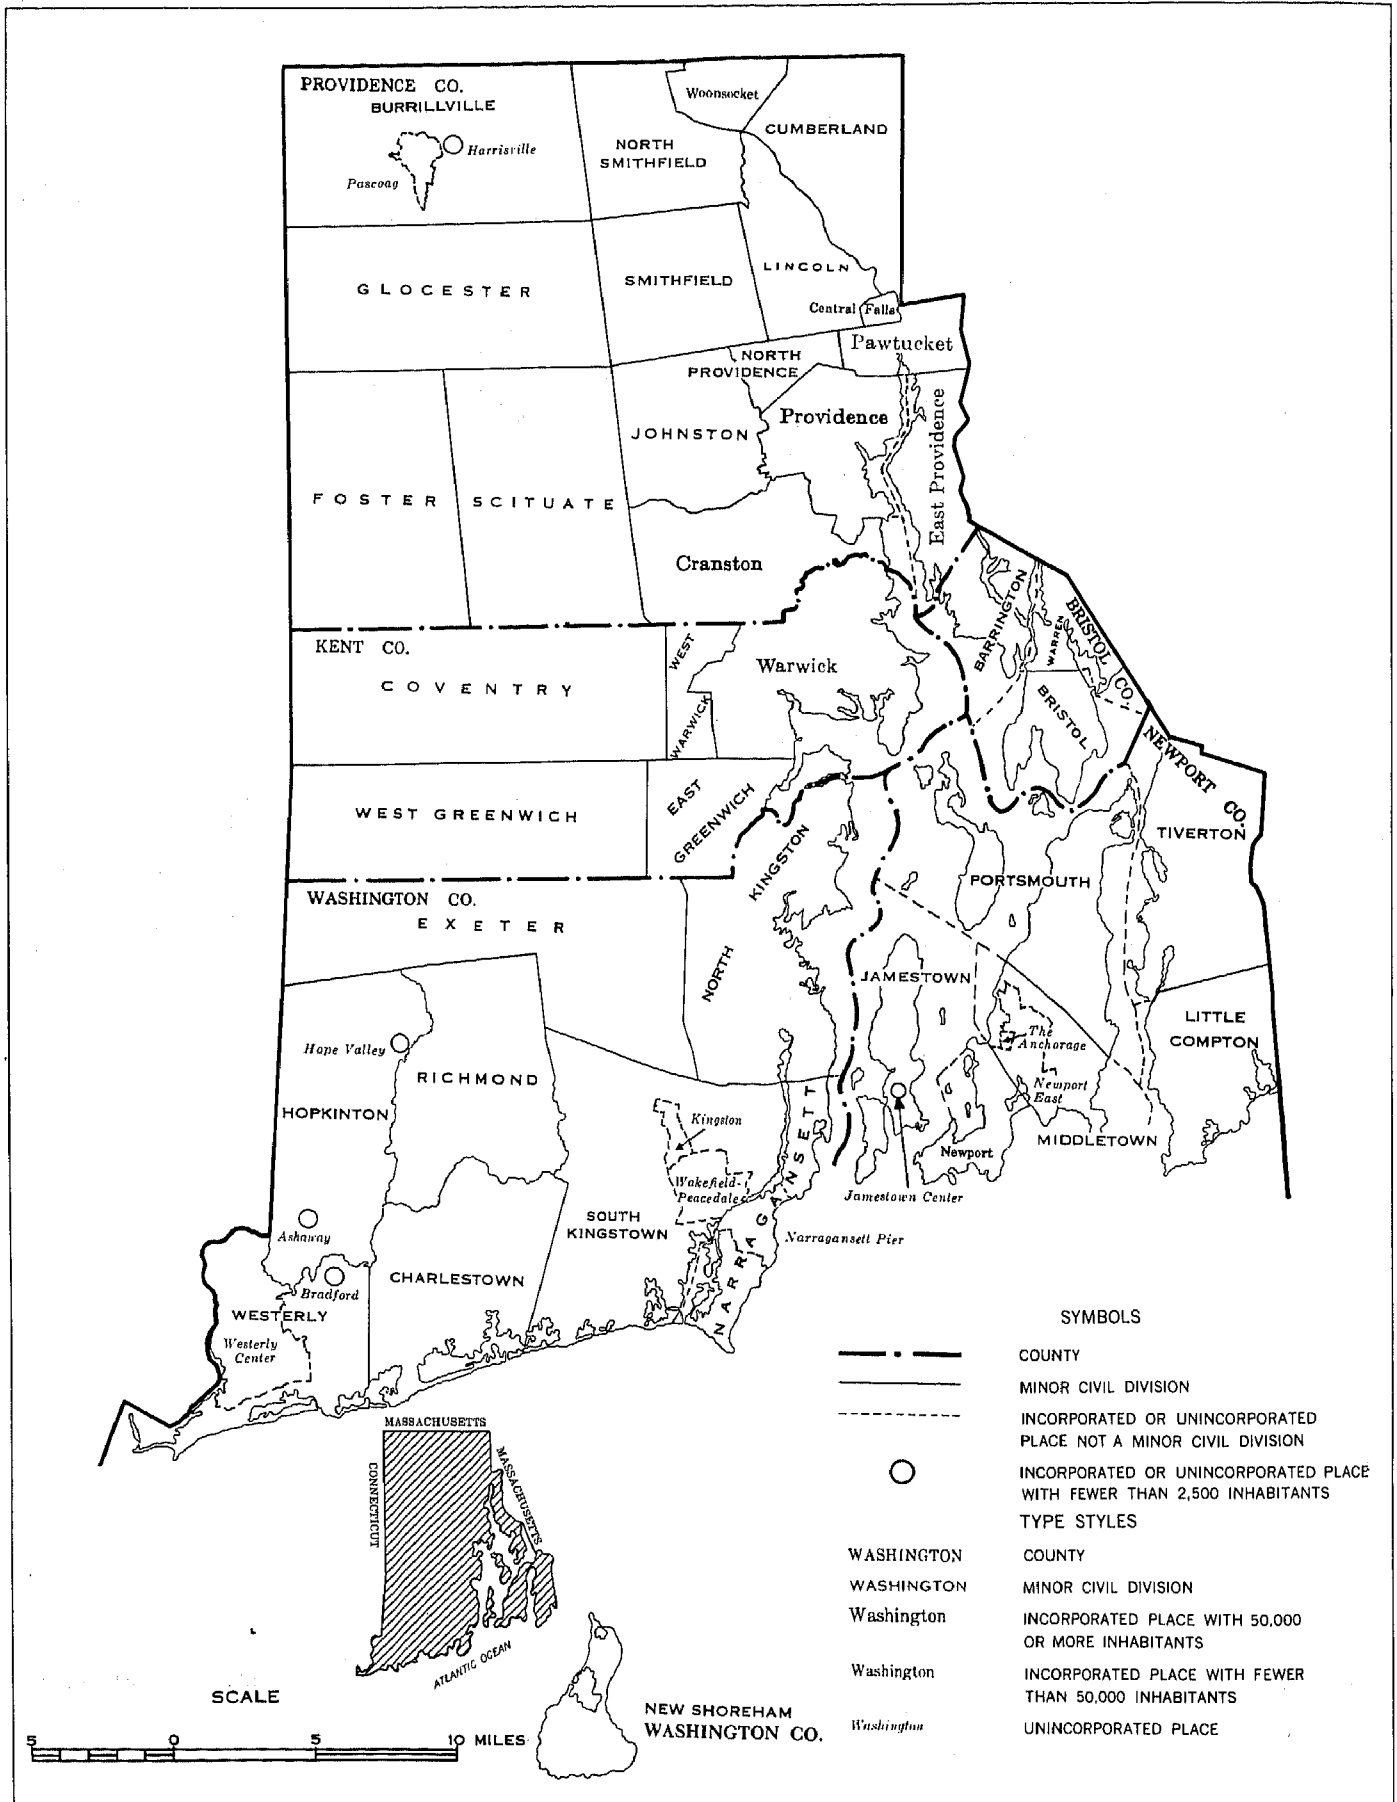 PROVIDENCE CO.
BURRILLVILLE
Harrisville
Pascoag
NORTH
SMITHFIELD
Woonsocket
CUMBERLAND
GLOCESTER
SMITHFIELD
LINCOLN
Central Falls
Pawtucket
NORTH
PROVIDENCE
Providence
JOHNSTON
East Providence
FOSTER
SCITUATE
Cranston
KENT CO.
COVENTRY
WEST
WARWICK
Warwick
BARRINGTON
WARREN
BRISTOL CO.
BRISTOL
NEWPORT CO.
WEST GREENWICH
EAST
GREENWICH
TIVERTON
PORTSMOUTH
WASHINGTON CO.
EXETER
NORTH KINGSTON
JAMESTOWN
LITTLE
COMPTON
The
Anchorage
Newport
East
MIDDLETOWN
Newport
Jamestown Center
Hope Valley
RICHMOND
HOPKINTON
Kingston
Wakefield-
Peacedale
NARRAGANSETT
Narragansett Pier
SOUTH
KINGSTOWN
Ashaway
Bradford
CHARLESTOWN
WESTERLY
Westerly
Center
SYMBOLS
COUNTY
MINOR CIVIL DIVISION
INCORPORATED OR UNINCORPORATED
PLACE NOT A MINOR CIVIL DIVISION
INCORPORATED OR UNINCORPORATED PLACE
WITH FEWER THAN 2,500 INHABITANTS
TYPE STYLES
WASHINGTON COUNTY
WASHINGTON MINOR CIVIL DIVISION
Washington INCORPORATED PLACE WITH 50,000
OR MORE INHABITANTS
Washington INCORPORATED PLACE WITH FEWER
THAN 50,000 INHABITANTS
Washington UNINCORPORATED PLACE
MASSACHUSETTS
CONNECTICUT
MASSACHUSETTS
ATLANTIC OCEAN
NEW SHOREHAM
WASHINGTON CO.
SCALE
5 0 5 10 MILES